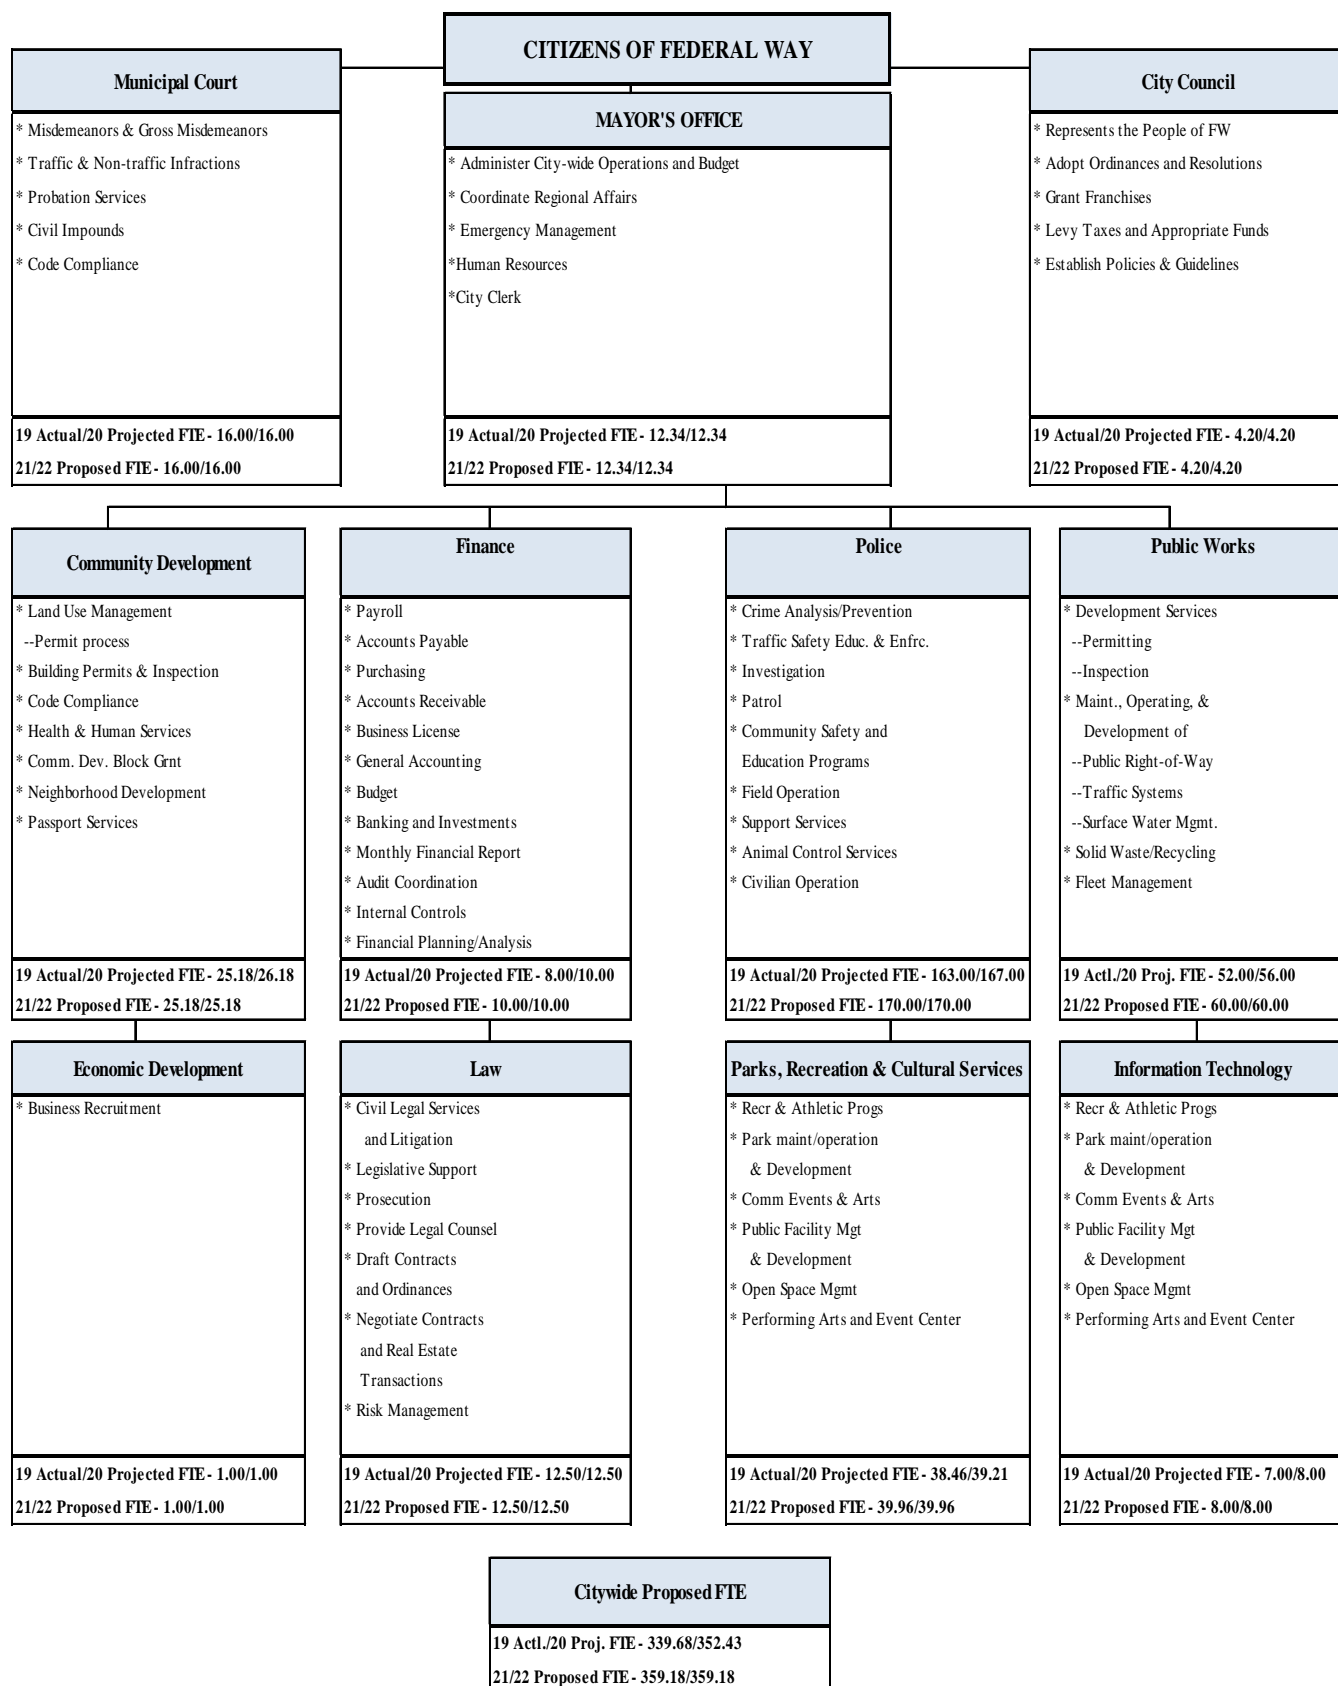 CITIZENS OF FEDERAL WAY
Municipal Court
* Misdemeanors & Gross Misdemeanors
* Traffic & Non-traffic Infractions
* Probation Services
* Civil Impounds
* Code Compliance
19 Actual/20 Projected FTE - 16.00/16.00
21/22 Proposed FTE - 16.00/16.00
MAYOR'S OFFICE
* Administer City-wide Operations and Budget
* Coordinate Regional Affairs
* Emergency Management
*Human Resources
*City Clerk
19 Actual/20 Projected FTE - 12.34/12.34
21/22 Proposed FTE - 12.34/12.34
City Council
* Represents the People of FW
* Adopt Ordinances and Resolutions
* Grant Franchises
* Levy Taxes and Appropriate Funds
* Establish Policies & Guidelines
19 Actual/20 Projected FTE - 4.20/4.20
21/22 Proposed FTE - 4.20/4.20
Community Development
* Land Use Management
--Permit process
* Building Permits & Inspection
* Code Compliance
* Health & Human Services
* Comm. Dev. Block Grnt
* Neighborhood Development
* Passport Services
19 Actual/20 Projected FTE - 25.18/26.18
21/22 Proposed FTE - 25.18/25.18
Finance
* Payroll
* Accounts Payable
* Purchasing
* Accounts Receivable
* Business License
* General Accounting
* Budget
* Banking and Investments
* Monthly Financial Report
* Audit Coordination
* Internal Controls
* Financial Planning/Analysis
19 Actual/20 Projected FTE - 8.00/10.00
21/22 Proposed FTE - 10.00/10.00
Police
* Crime Analysis/Prevention
* Traffic Safety Educ. & Enfrc.
* Investigation
* Patrol
* Community Safety and
Education Programs
* Field Operation
* Support Services
* Animal Control Services
* Civilian Operation
19 Actual/20 Projected FTE - 163.00/167.00
21/22 Proposed FTE - 170.00/170.00
Public Works
* Development Services
--Permitting
--Inspection
* Maint., Operating, &
Development of
--Public Right-of-Way
--Traffic Systems
--Surface Water Mgmt.
* Solid Waste/Recycling
* Fleet Management
19 Actl./20 Proj. FTE - 52.00/56.00
21/22 Proposed FTE - 60.00/60.00
Economic Development
* Business Recruitment
19 Actual/20 Projected FTE - 1.00/1.00
21/22 Proposed FTE - 1.00/1.00
Law
* Civil Legal Services
and Litigation
* Legislative Support
* Prosecution
* Provide Legal Counsel
* Draft Contracts
and Ordinances
* Negotiate Contracts
and Real Estate
Transactions
* Risk Management
19 Actual/20 Projected FTE - 12.50/12.50
21/22 Proposed FTE - 12.50/12.50
Parks, Recreation & Cultural Services
* Recr & Athletic Progs
* Park maint/operation
& Development
* Comm Events & Arts
* Public Facility Mgt
& Development
* Open Space Mgmt
* Performing Arts and Event Center
19 Actual/20 Projected FTE - 38.46/39.21
21/22 Proposed FTE - 39.96/39.96
Information Technology
* Recr & Athletic Progs
* Park maint/operation
& Development
* Comm Events & Arts
* Public Facility Mgt
& Development
* Open Space Mgmt
* Performing Arts and Event Center
19 Actual/20 Projected FTE - 7.00/8.00
21/22 Proposed FTE - 8.00/8.00
Citywide Proposed FTE
19 Actl./20 Proj. FTE - 339.68/352.43
21/22 Proposed FTE - 359.18/359.18